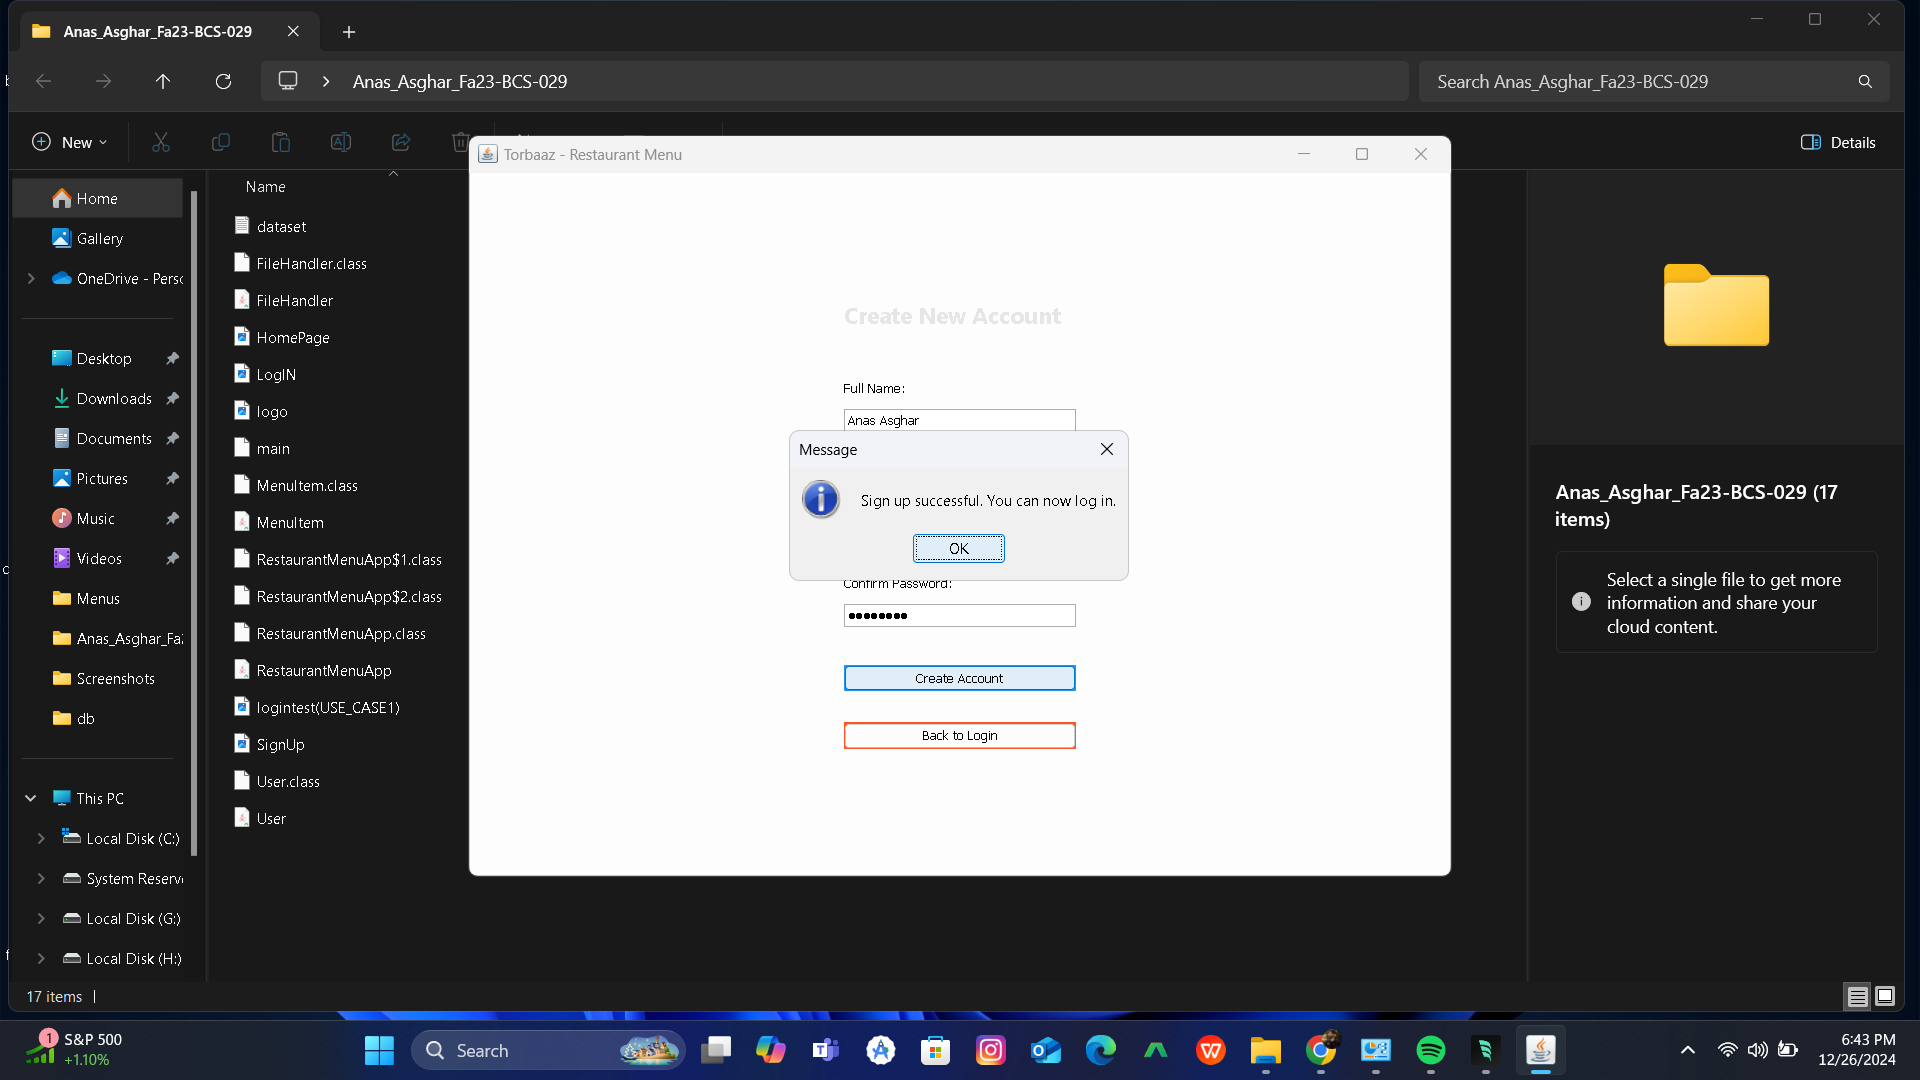 Anas_Asghar_Fa23-BCS-029
Anas_Asghar_Fa23-BCS-029
Search Anas_Asghar_Fa23-BCS-029
New
Details
Home
Gallery
OneDrive - Perso
Desktop
Downloads
Documents
Pictures
Music
Videos
Menus
Anas_Asghar_Fa
Screenshots
db
This PC
Local Disk (C:)
System Reserv
Local Disk (G:)
Local Disk (H:)
Name
dataset
FileHandler.class
FileHandler
HomePage
LogIN
logo
main
MenuItem.class
MenuItem
RestaurantMenuApp$1.class
RestaurantMenuApp$2.class
RestaurantMenuApp.class
RestaurantMenuApp
logintest(USE_CASE1)
SignUp
User.class
User
Torbaaz - Restaurant Menu
Create New Account
Full Name:
Anas Asghar
Message
Sign up successful. You can now log in.
OK
Confirm Password:
Create Account
Back to Login
Anas_Asghar_Fa23-BCS-029 (17
items)
Select a single file to get more
information and share your
cloud content.
17 items
1
S&P 500
+1.10%
Search
6:43 PM
12/26/2024